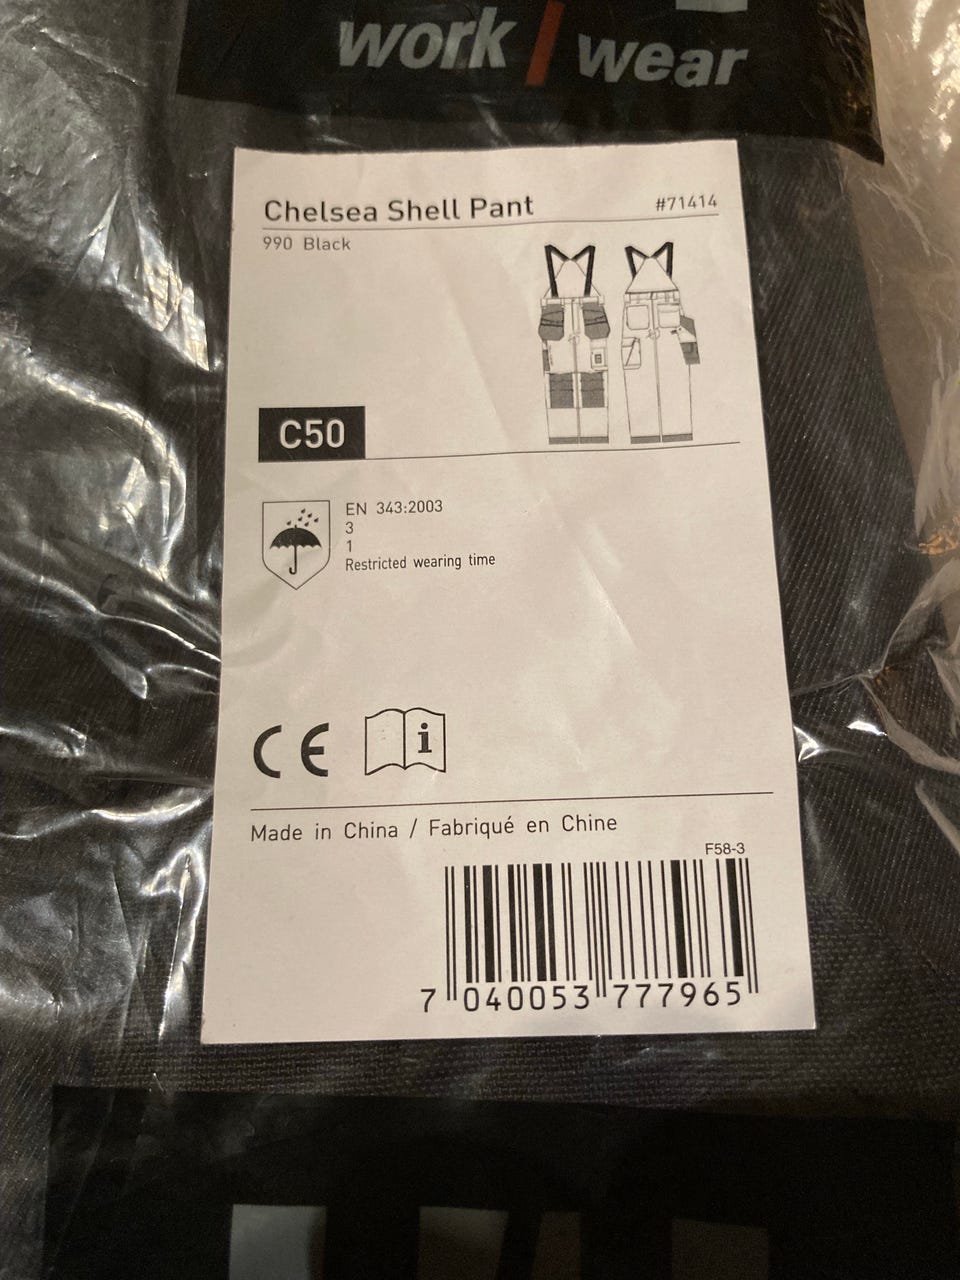 work / wear
Chelsea Shell Pant #71414
990 Black
C50
EN 343:2003
3
1
Restricted wearing time
CE
i
Made in China / Fabriqué en Chine
F58-3
7 040053 777965